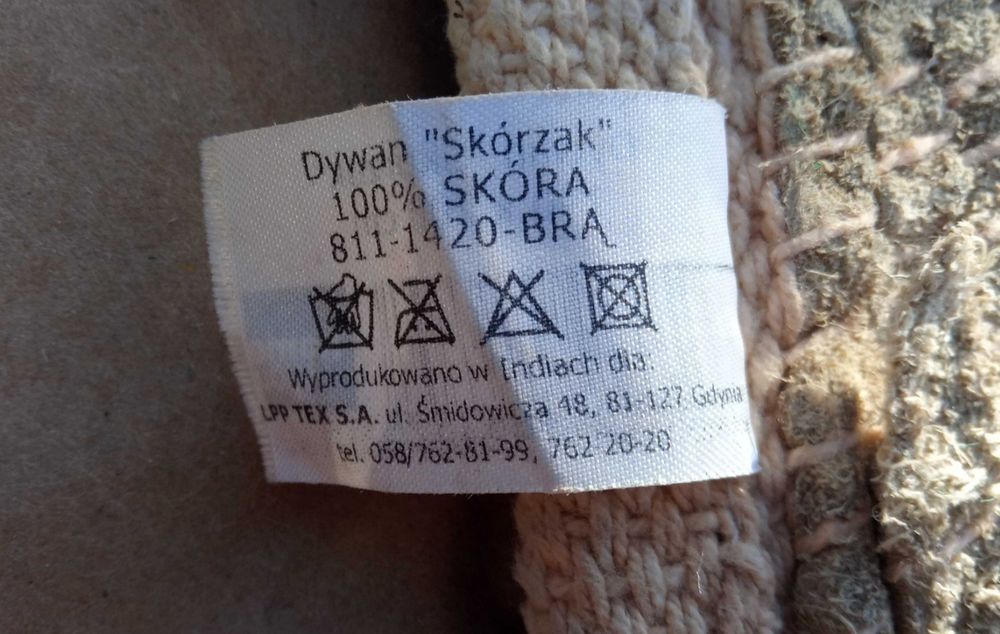 Dywan "Skórzak"
100% SKÓRA
811-1420-BRĄ
Wyprodukowano w Indiach dla:
LPP TEX S.A. ul. Śmidowicza 48, 81-127 Gdynia
tel. 058/762-81-99, 762 20-20